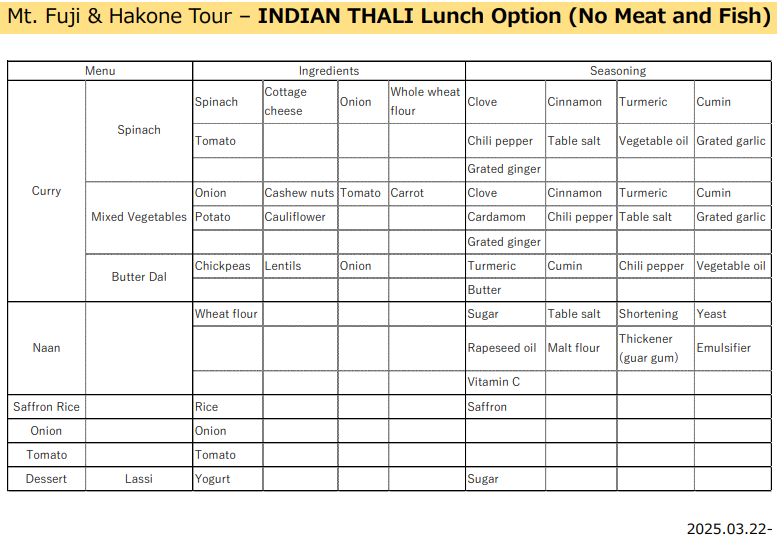 Mt. Fuji & Hakone Tour – INDIAN THALI Lunch Option (No Meat and Fish)
Menu Ingredients Seasoning
Curry
Spinach
Spinach Cottage cheese Onion Whole wheat flour Clove Cinnamon Turmeric Cumin
Tomato Chili pepper Table salt Vegetable oil Grated garlic
Grated ginger
Mixed Vegetables
Onion Cashew nuts Tomato Carrot Clove Cinnamon Turmeric Cumin
Potato Cauliflower Cardamom Chili pepper Table salt Grated garlic
Grated ginger
Butter Dal
Chickpeas Lentils Onion Turmeric Cumin Chili pepper Vegetable oil
Butter
Naan
Wheat flour Sugar Table salt Shortening Yeast
Rapeseed oil Malt flour Thickener (guar gum) Emulsifier
Vitamin C
Saffron Rice Rice Saffron
Onion Onion
Tomato Tomato
Dessert Lassi Yogurt Sugar
2025.03.22-